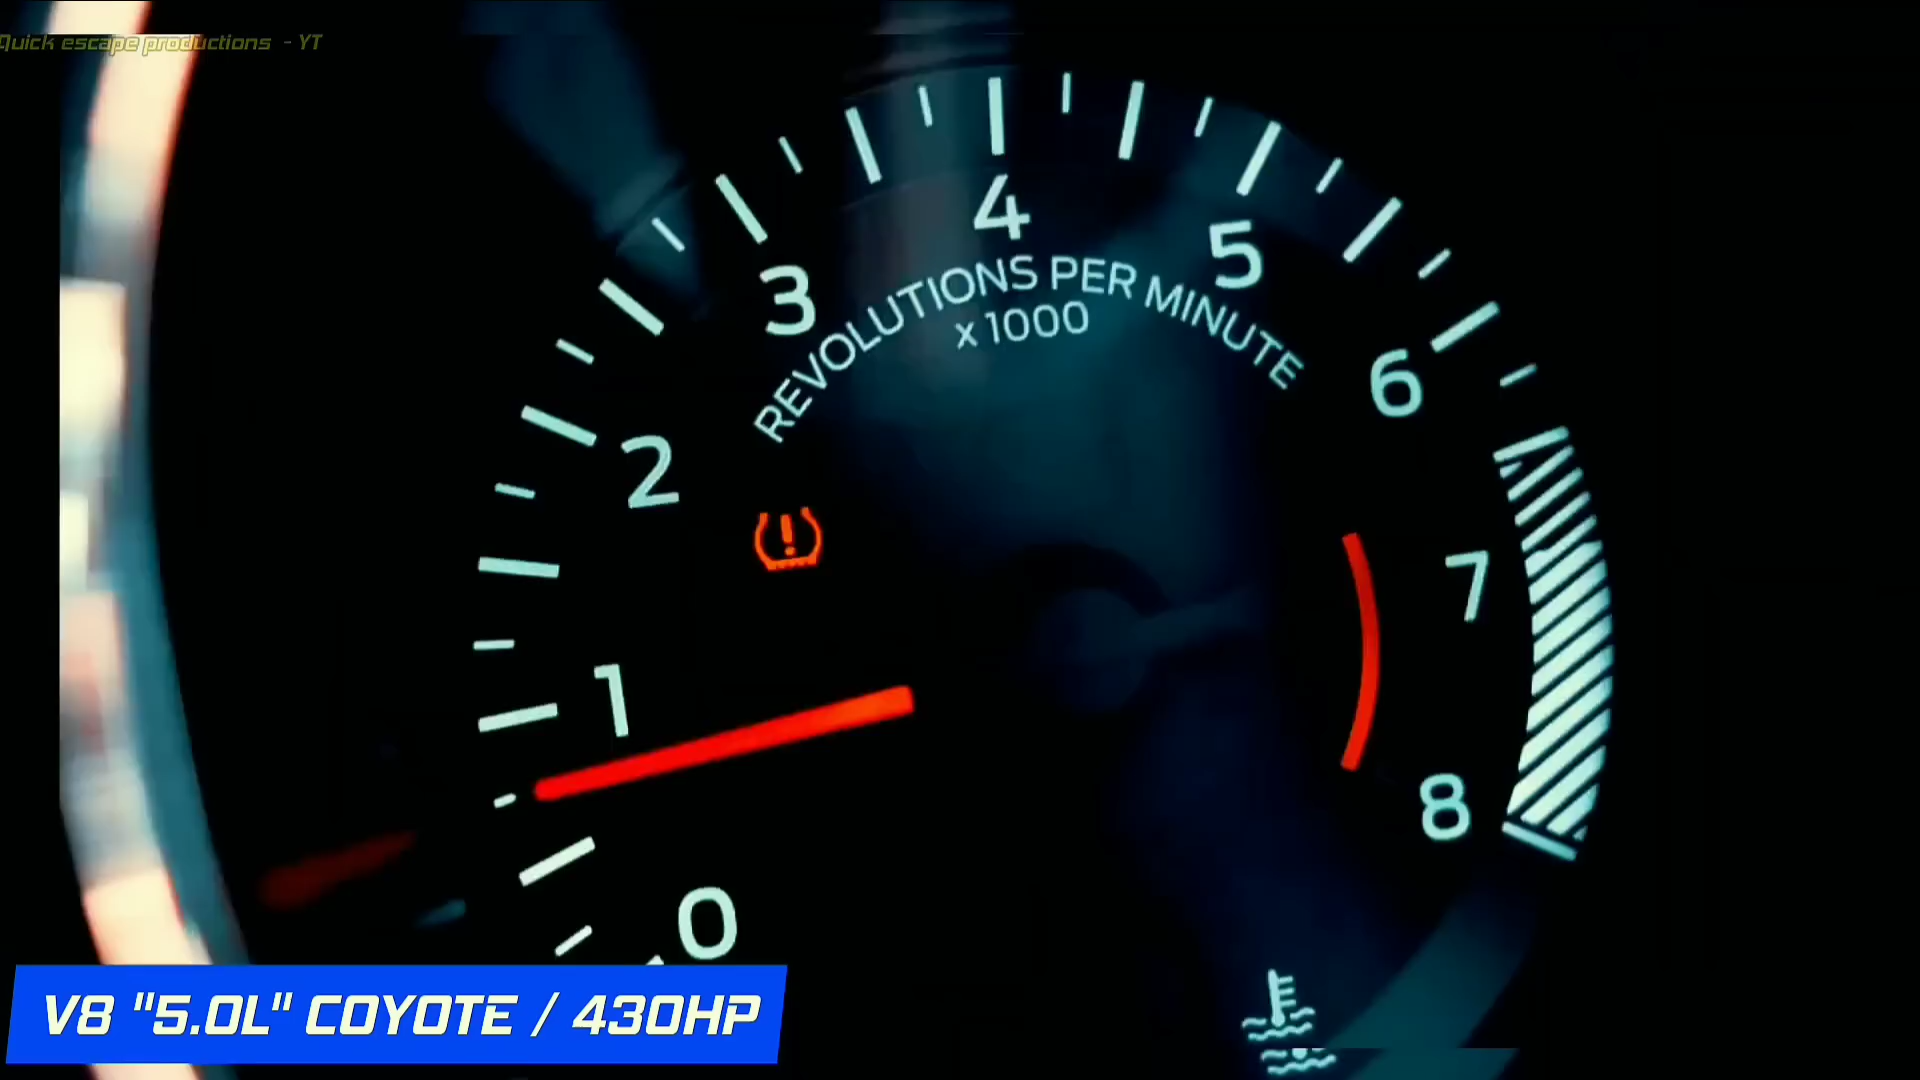 Quick escape productions - YT
4
5
3
REVOLUTIONS PER MINUTE
x1000
6
2
7
1
8
0
V8 "5.0L" COYOTE / 430HP